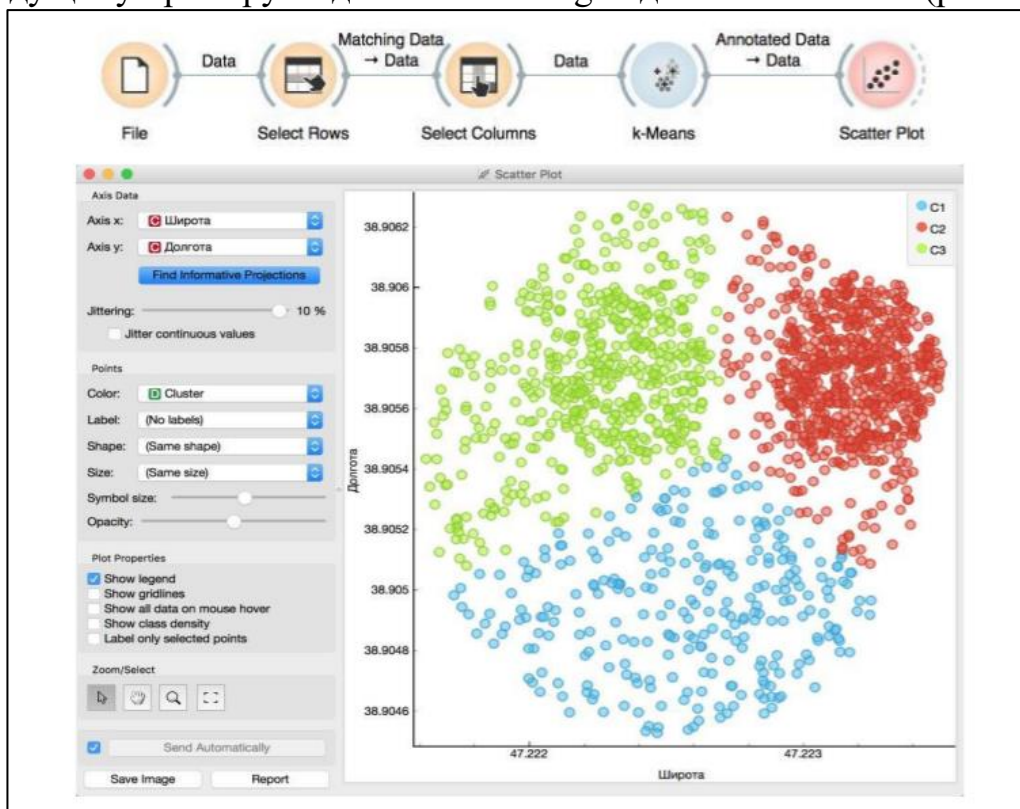 Matching Data
Annotated Data
Data
→ Data
Data
→ Data
File
Select Rows
Select Columns
k-Means
Scatter Plot
Scatter Plot
Axis Data
Axis x:
C Широта
Axis y:
C Долгота
Find Informative Projections
Jittering:
10 %
Jitter continuous values
Points
Color:
D Cluster
Label:
(No labels)
Shape:
(Same shape)
Size:
(Same size)
Symbol size:
Opacity:
Plot Properties
Show legend
Show gridlines
Show all data on mouse hover
Show class density
Label only selected points
Zoom/Select
Send Automatically
Save Image
Report
C1
C2
C3
38.9062
38.906
38.9058
38.9056
38.9054
38.9052
38.905
38.9048
38.9046
Долгота
47.222
47.223
Широта